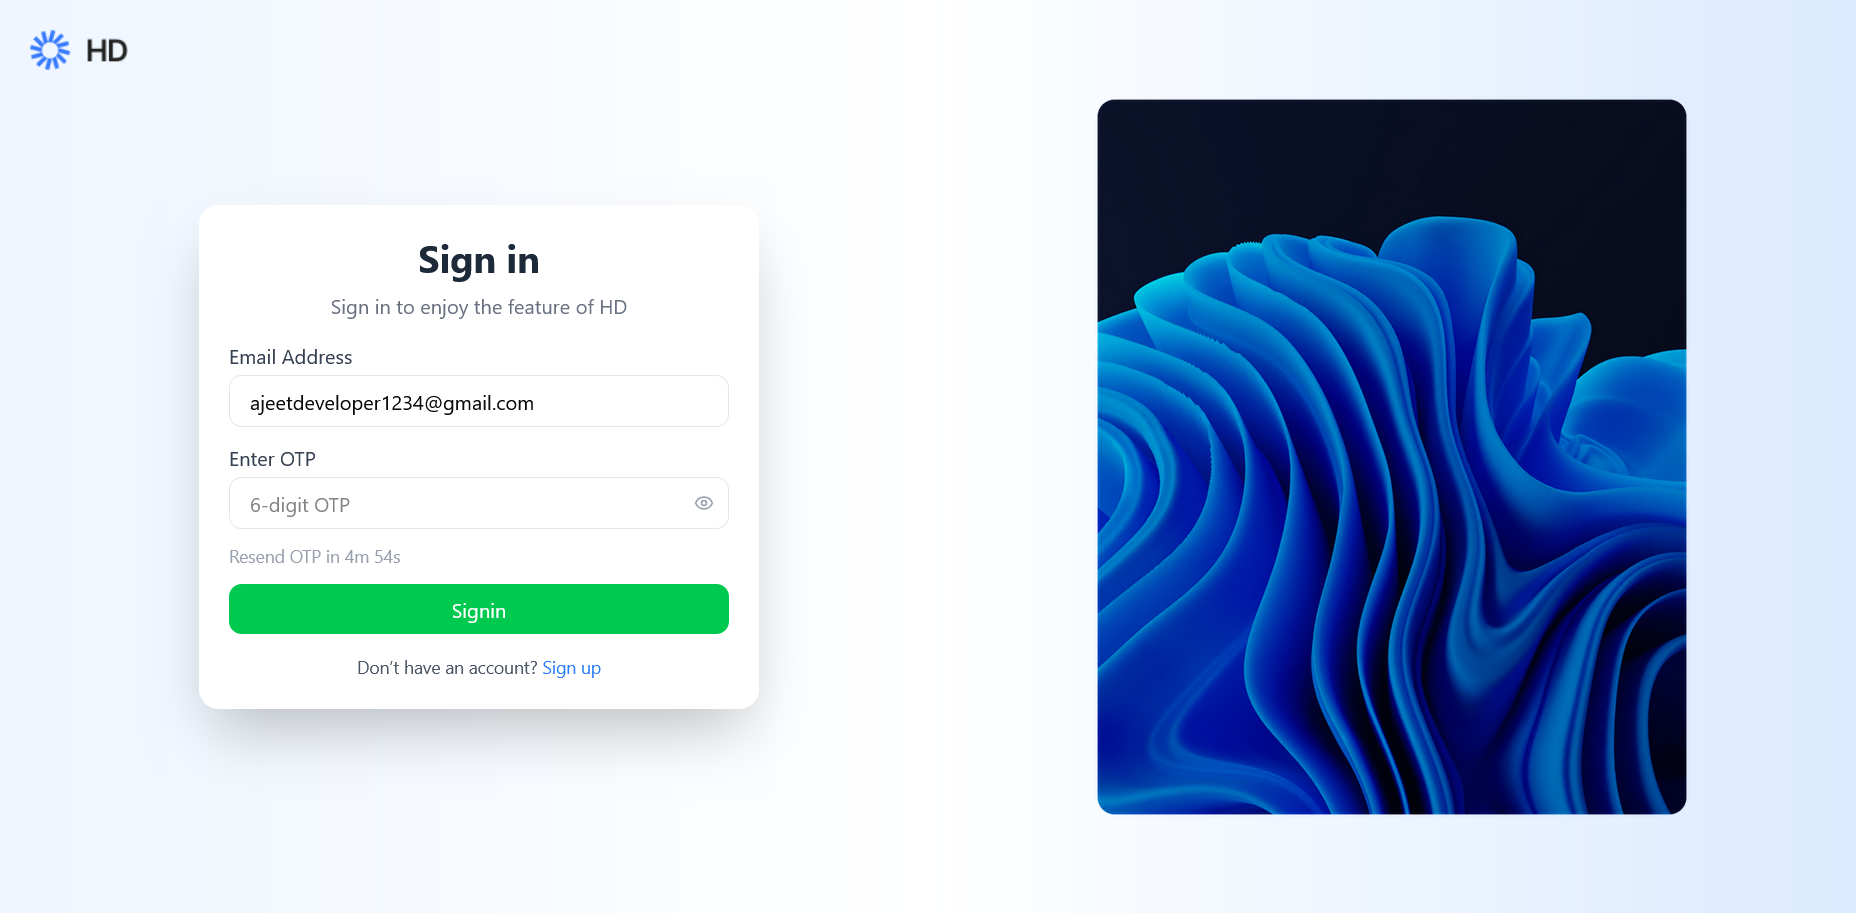 HD
Sign in
Sign in to enjoy the feature of HD
Email Address
ajeetdeveloper1234@gmail.com
Enter OTP
6-digit OTP
Resend OTP in 4m 54s
Signin
Don’t have an account? Sign up